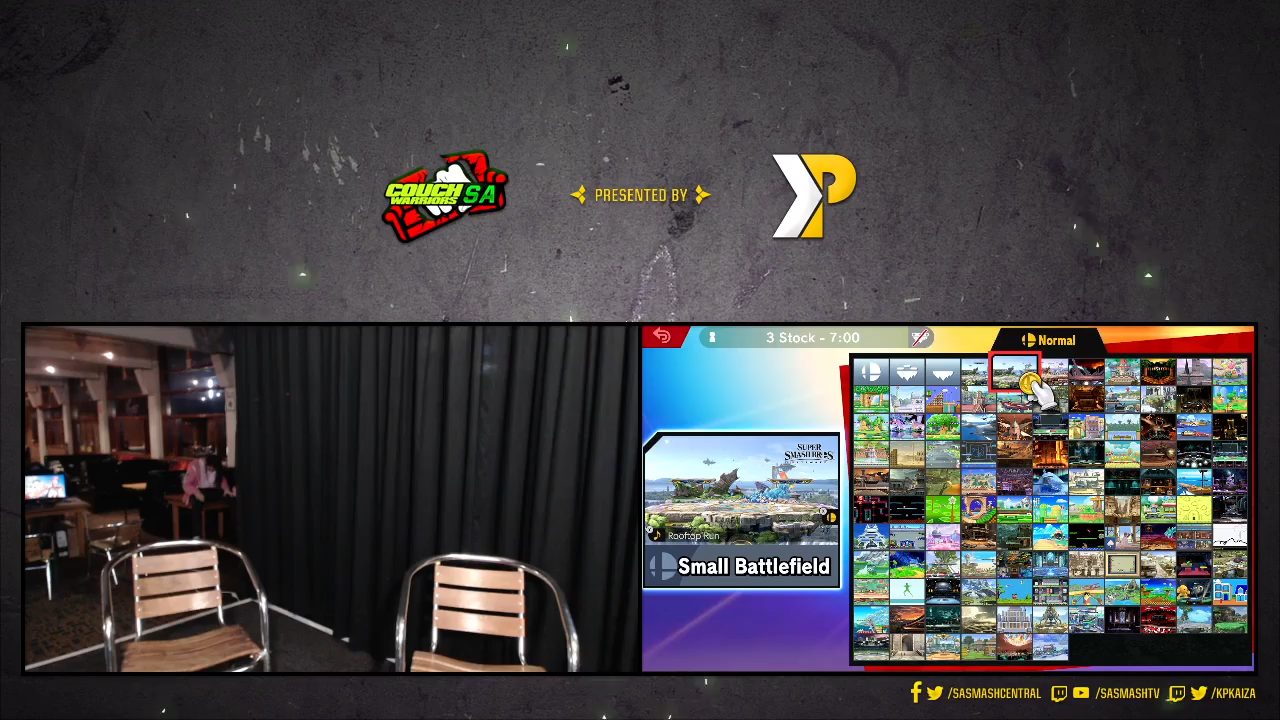 COUCH
WARRIORS
SA
PRESENTED BY
3 Stock - 7:00
Normal
SUPER
SMASH BROS
Rooftop Run
Small Battlefield
/SASMASHCENTRAL
/SASMASHTV
/KPKAIZA